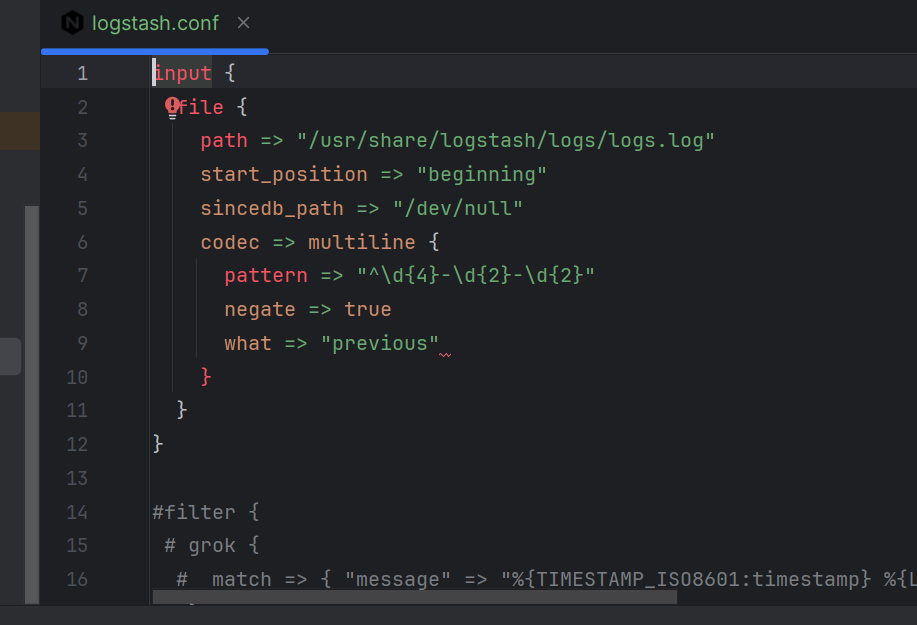 logstash.conf
1 input {
2   file {
3     path => "/usr/share/logstash/logs/logs.log"
4     start_position => "beginning"
5     sincedb_path => "/dev/null"
6     codec => multiline {
7       pattern => "^\d{4}-\d{2}-\d{2}"
8       negate => true
9       what => "previous"
10     }
11   }
12 }
13
14 #filter {
15  # grok {
16   #  match => { "message" => "%{TIMESTAMP_ISO8601:timestamp} %{L